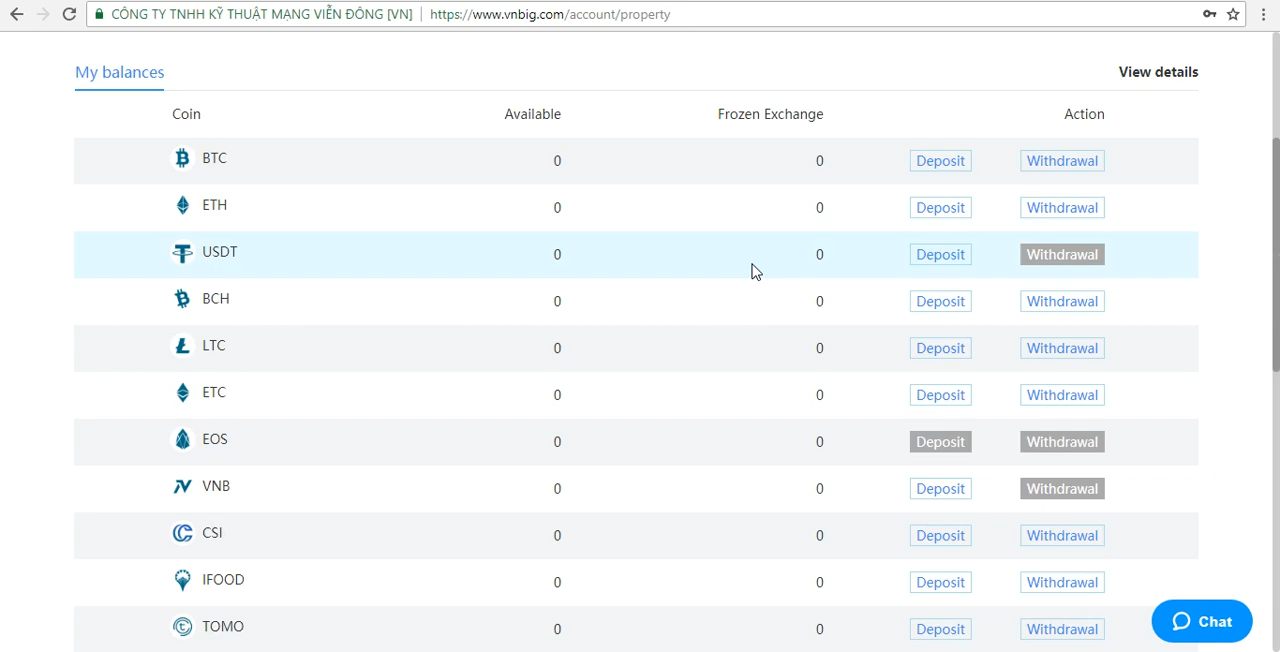 CÔNG TY TNHH KỸ THUẬT MẠNG VIỄN ĐÔNG [VN] | https://www.vnbig.com/account/property
My balances View details
Coin Available Frozen Exchange Action
BTC 0 0 Deposit Withdrawal
ETH 0 0 Deposit Withdrawal
USDT 0 0 Deposit Withdrawal
BCH 0 0 Deposit Withdrawal
LTC 0 0 Deposit Withdrawal
ETC 0 0 Deposit Withdrawal
EOS 0 0 Deposit Withdrawal
VNB 0 0 Deposit Withdrawal
CSI 0 0 Deposit Withdrawal
IFOOD 0 0 Deposit Withdrawal
TOMO 0 0 Deposit Withdrawal
Chat